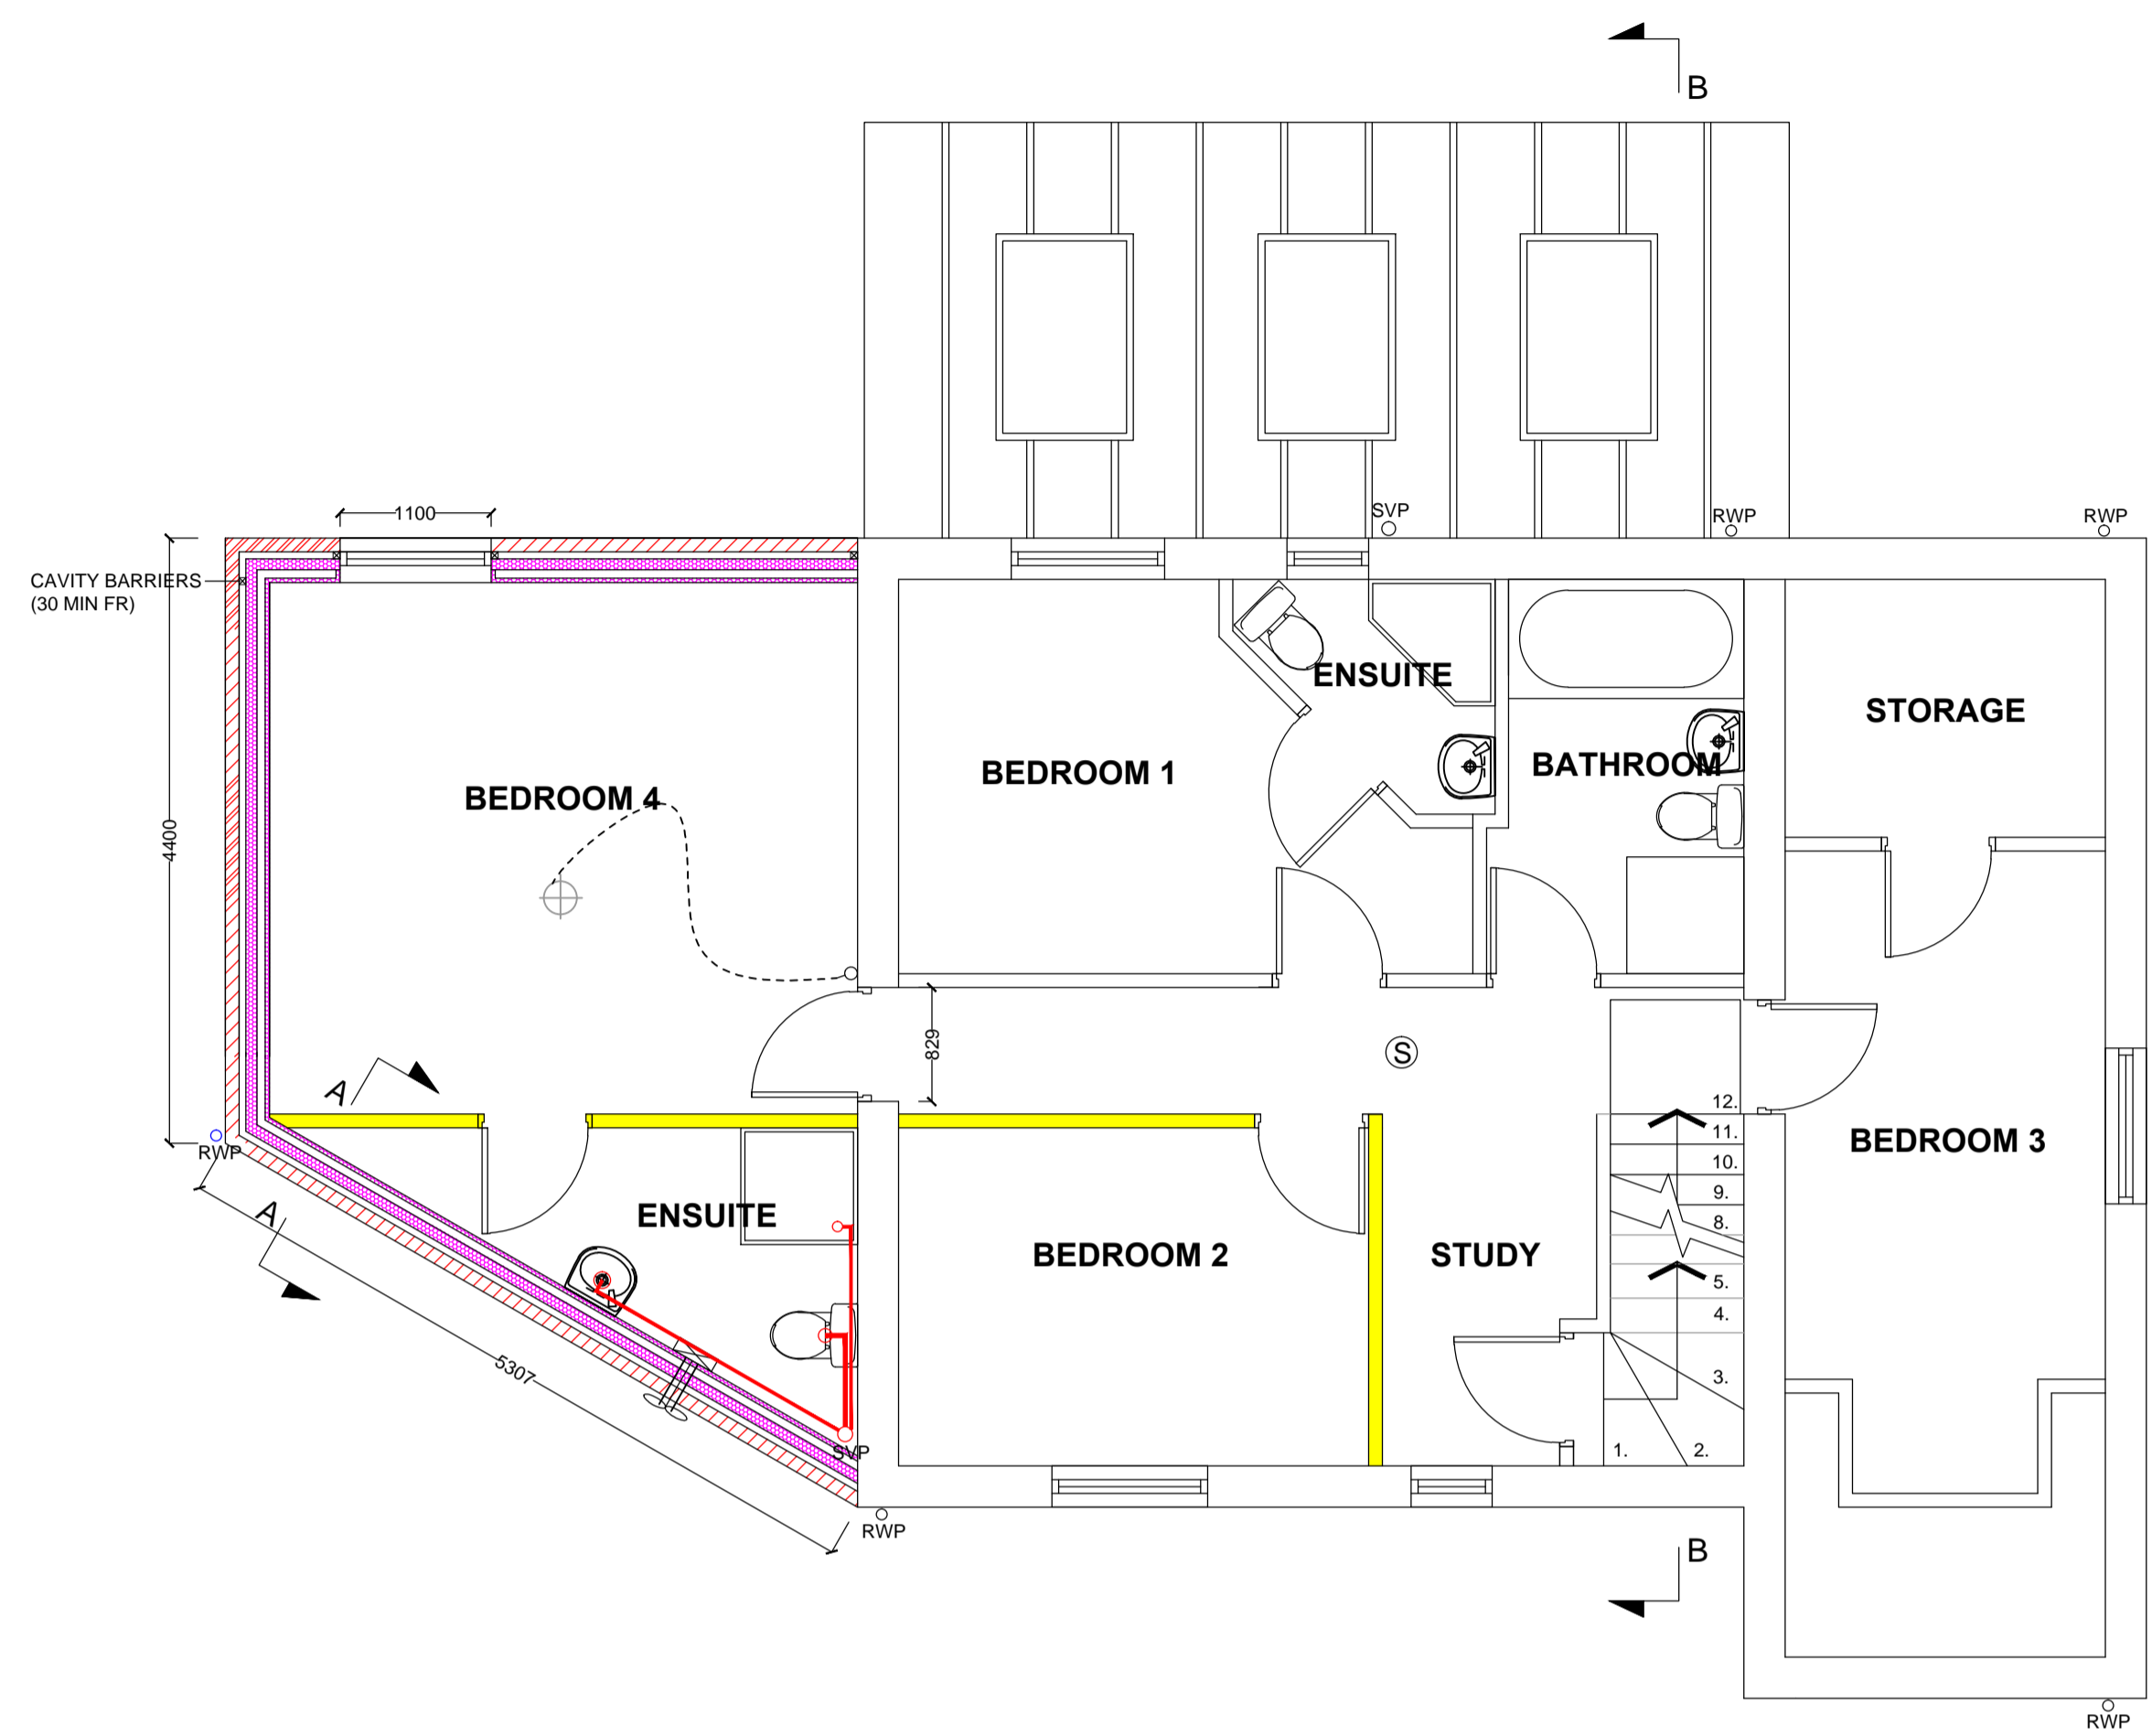 B
SVP
RWP
RWP
1100
CAVITY BARRIERS
(30 MIN FR)
ENSUITE
STORAGE
BATHROOM
BEDROOM 1
BEDROOM 4
4400
829
S
A
12.
11.
10.
9.
8.
5.
4.
3.
2.
1.
BEDROOM 3
RWP
A
ENSUITE
BEDROOM 2
STUDY
5307
SVP
RWP
B
RWP